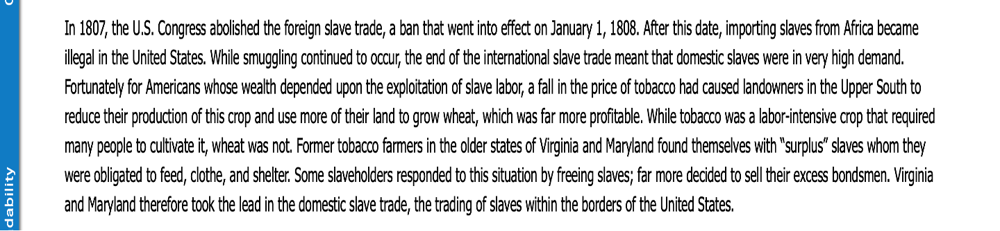 In 1807, the U.S. Congress abolished the foreign slave trade, a ban that went into effect on January 1, 1808. After this date, importing slaves from Africa became
illegal in the United States. While smuggling continued to occur, the end of the international slave trade meant that domestic slaves were in very high demand.
Fortunately for Americans whose wealth depended upon the exploitation of slave labor, a fall in the price of tobacco had caused landowners in the Upper South to
reduce their production of this crop and use more of their land to grow wheat, which was far more profitable. While tobacco was a labor-intensive crop that required
many people to cultivate it, wheat was not. Former tobacco farmers in the older states of Virginia and Maryland found themselves with “surplus” slaves whom they
were obligated to feed, clothe, and shelter. Some slaveholders responded to this situation by freeing slaves; far more decided to sell their excess bondsmen. Virginia
and Maryland therefore took the lead in the domestic slave trade, the trading of slaves within the borders of the United States.
dability